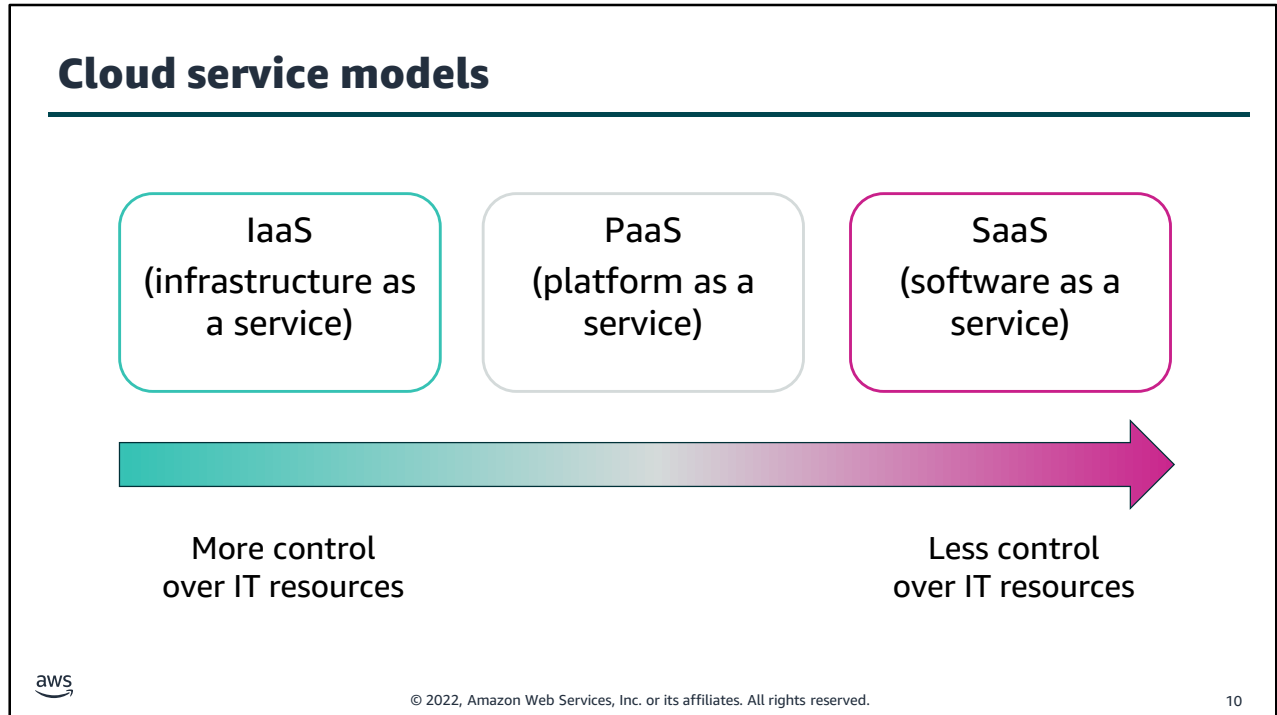 Cloud service models
IaaS
(infrastructure as
a service)
PaaS
(platform as a
service)
SaaS
(software as a
service)
More control
over IT resources
Less control
over IT resources
aws
© 2022, Amazon Web Services, Inc. or its affiliates. All rights reserved.
10